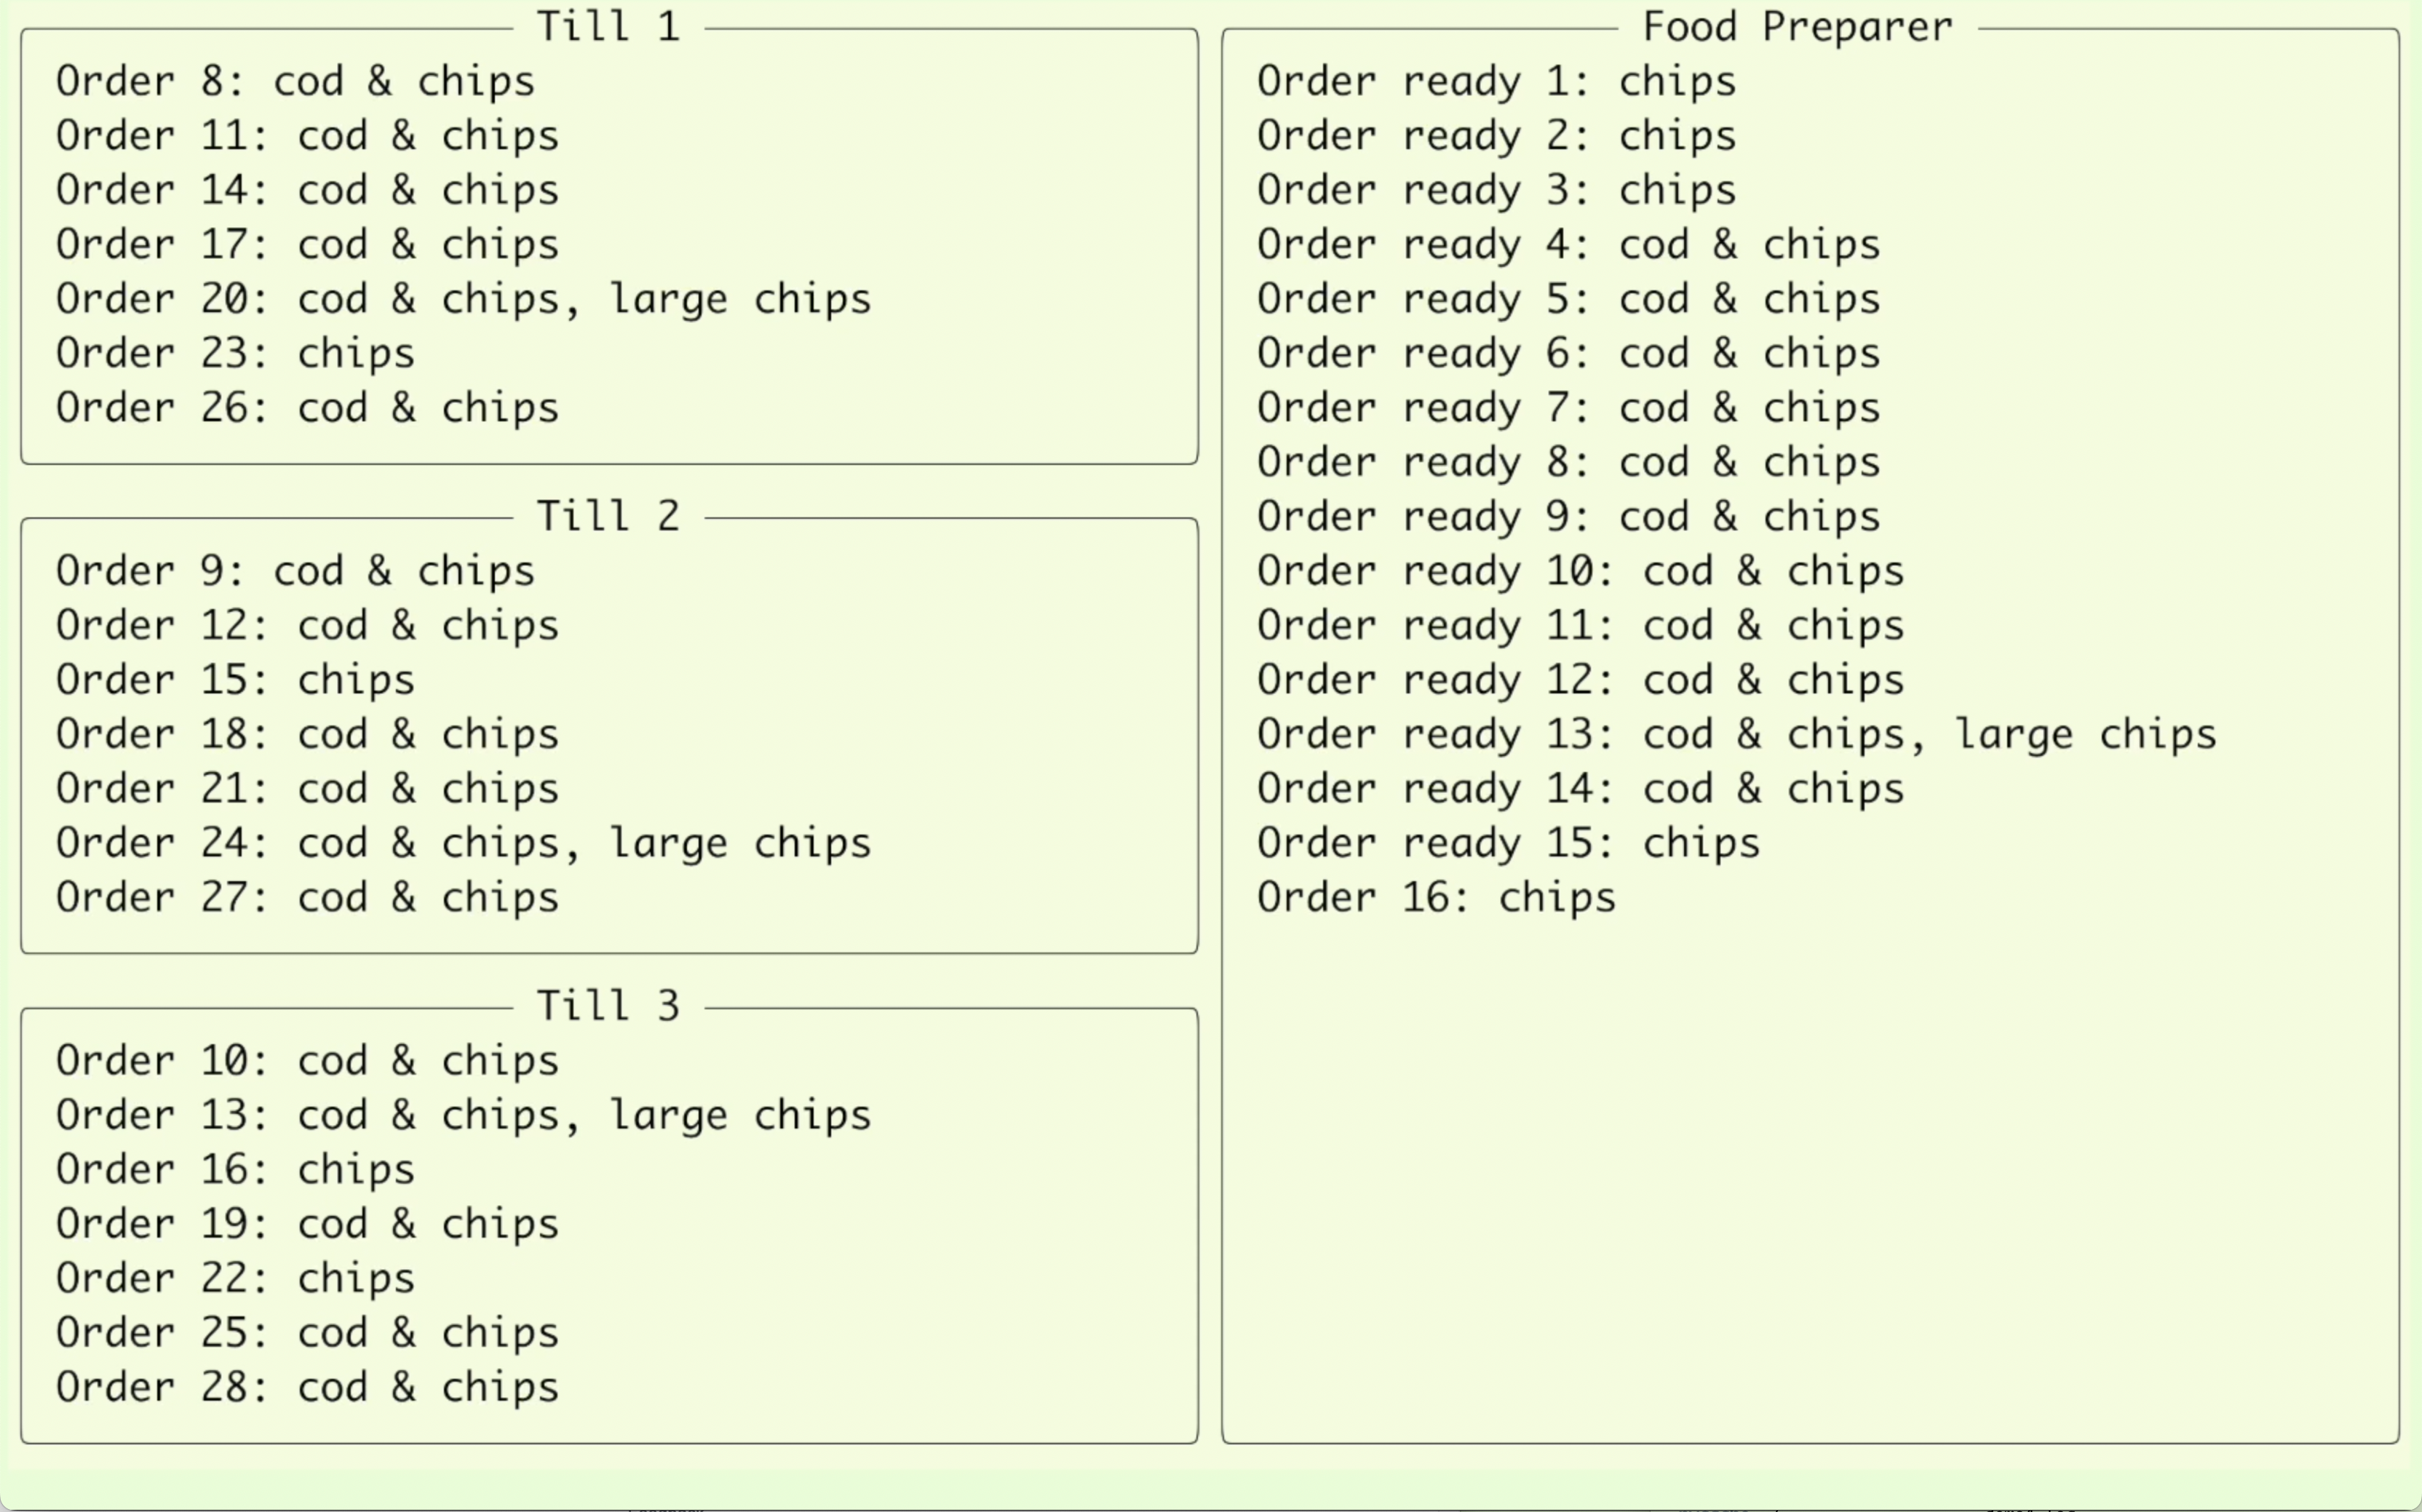 Till 1
Order 8: cod & chips
Order 11: cod & chips
Order 14: cod & chips
Order 17: cod & chips
Order 20: cod & chips, large chips
Order 23: chips
Order 26: cod & chips
Till 2
Order 9: cod & chips
Order 12: cod & chips
Order 15: chips
Order 18: cod & chips
Order 21: cod & chips
Order 24: cod & chips, large chips
Order 27: cod & chips
Till 3
Order 10: cod & chips
Order 13: cod & chips, large chips
Order 16: chips
Order 19: cod & chips
Order 22: chips
Order 25: cod & chips
Order 28: cod & chips
Food Preparer
Order ready 1: chips
Order ready 2: chips
Order ready 3: chips
Order ready 4: cod & chips
Order ready 5: cod & chips
Order ready 6: cod & chips
Order ready 7: cod & chips
Order ready 8: cod & chips
Order ready 9: cod & chips
Order ready 10: cod & chips
Order ready 11: cod & chips
Order ready 12: cod & chips
Order ready 13: cod & chips, large chips
Order ready 14: cod & chips
Order ready 15: chips
Order 16: chips